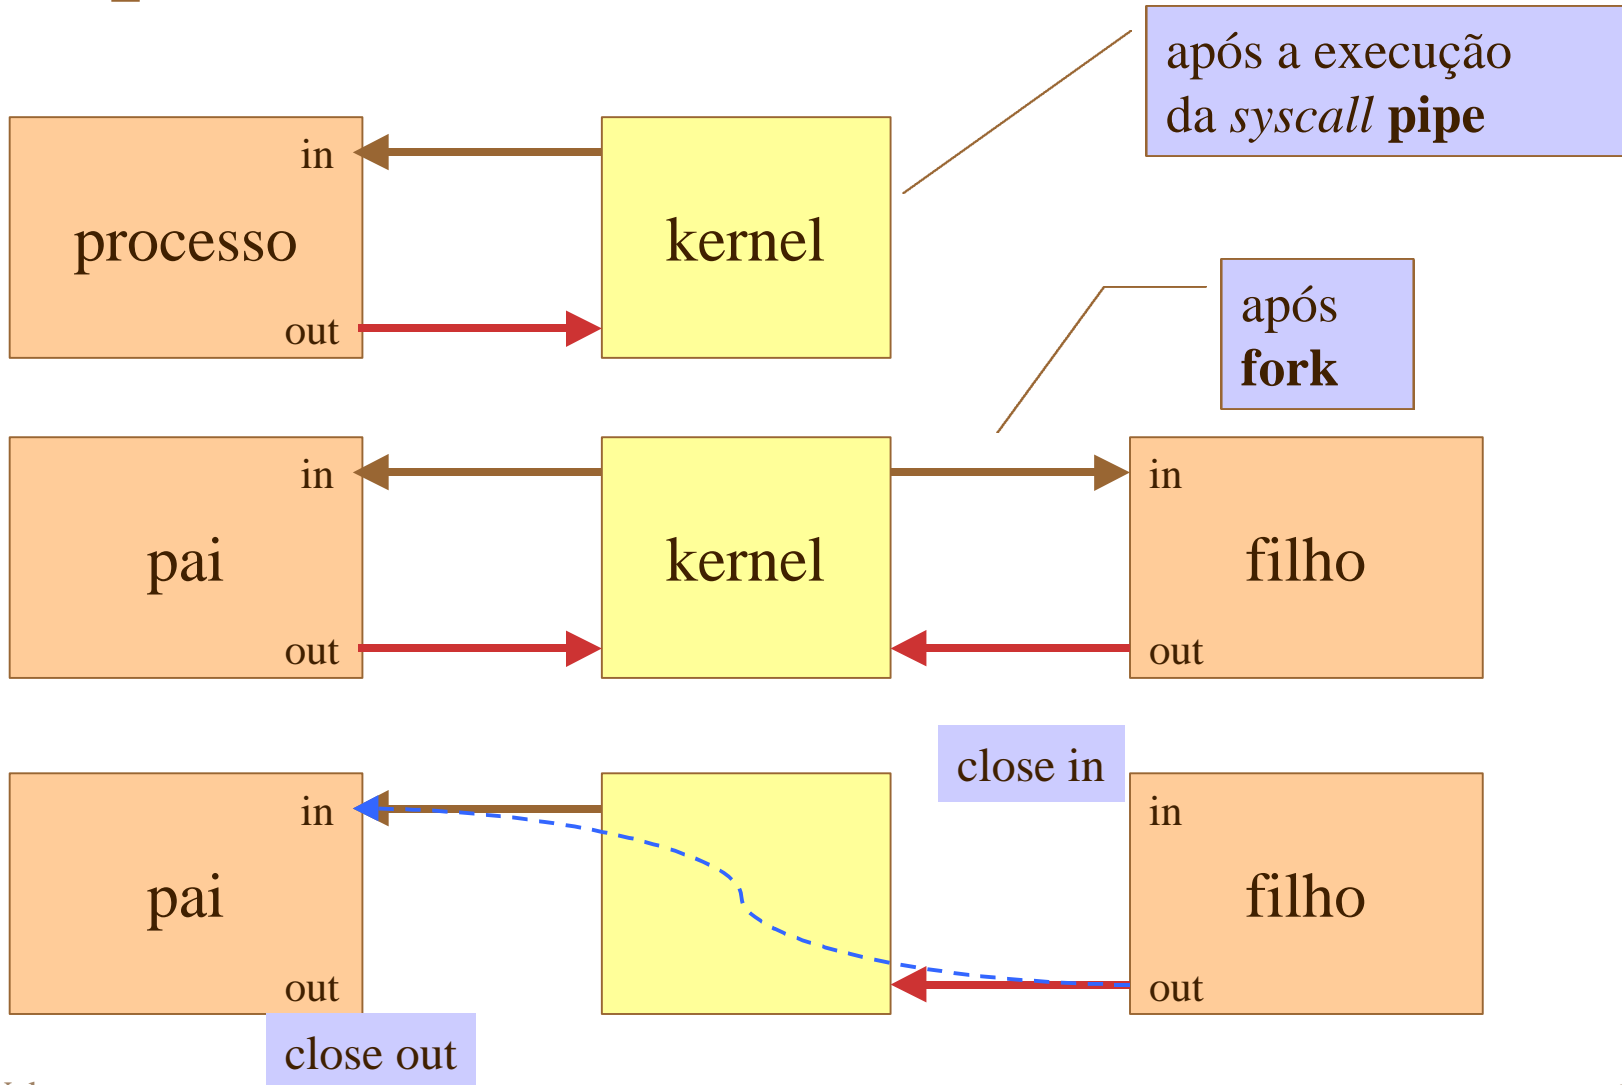 após a execução
da syscall pipe
in
processo
kernel
out
após
fork
in
in
pai
kernel
filho
out
out
close in
in
in
pai
filho
out
out
close out